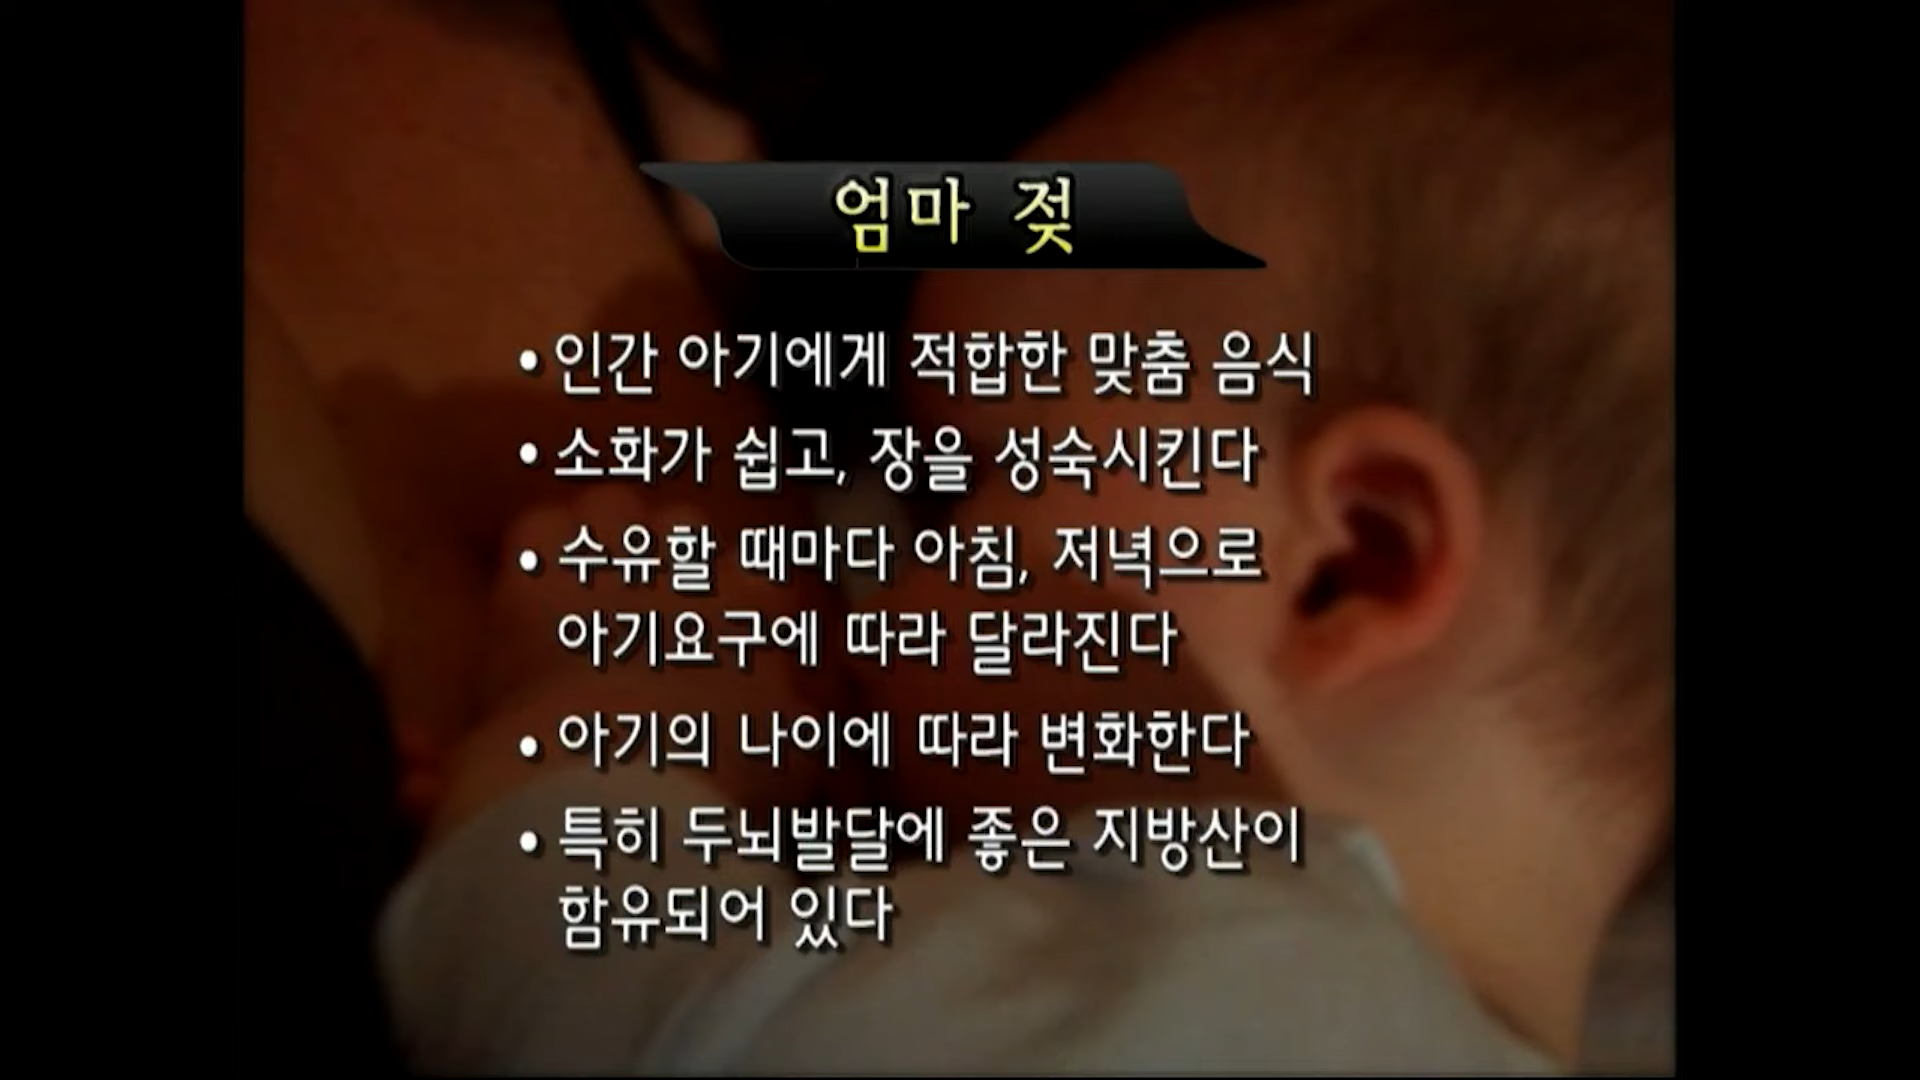 엄마 젖
• 인간 아기에게 적합한 맞춤 음식
• 소화가 쉽고, 장을 성숙시킨다
• 수유할 때마다 아침, 저녁으로
아기요구에 따라 달라진다
• 아기의 나이에 따라 변화한다
• 특히 두뇌발달에 좋은 지방산이
함유되어 있다